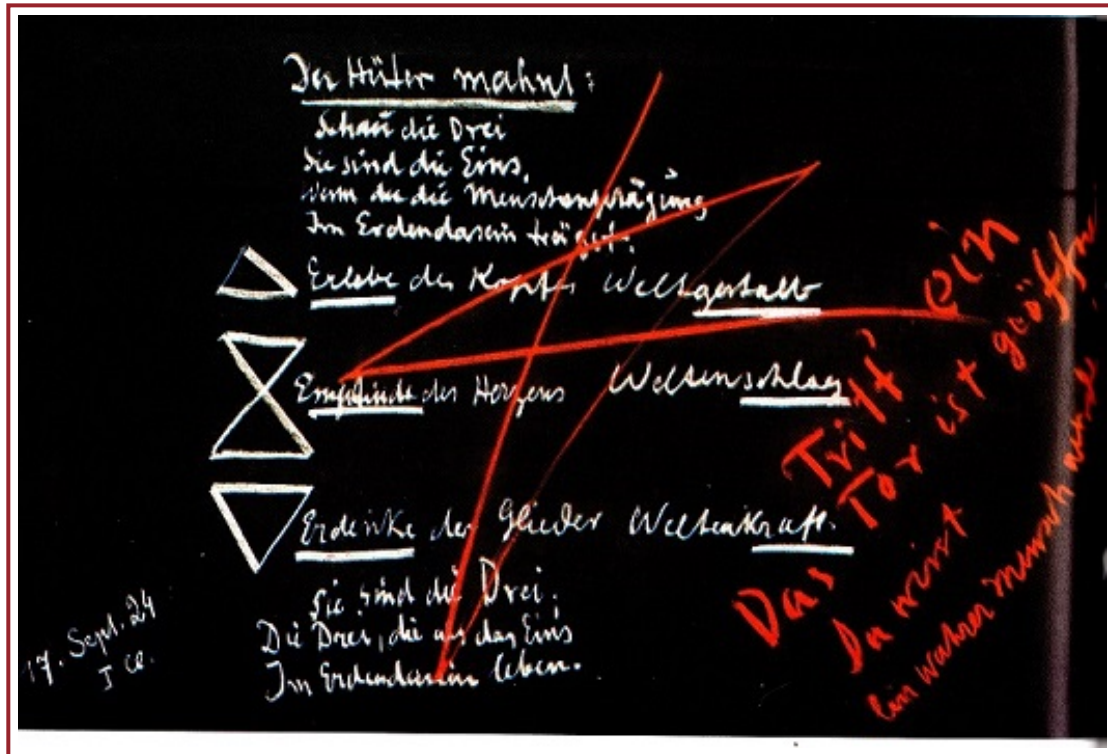 Der Hüter mahnt:
Schau die Drei
Sie sind die Eins,
Wenn du die Menschenprägung
Im Erdendasein trägst.
Erlebe des Kopfes Weltgestalt
Empfinde des Herzens Weltenschlag
Erdenke der Glieder Weltenkraft.
Sie sind die Drei,
Die Drei, die als das Eins
Im Erdendasein leben.
Tritt ein
Das Tor ist geöffne
Du wirst
Ein wahrer Mensch werde
17. Sept. 24